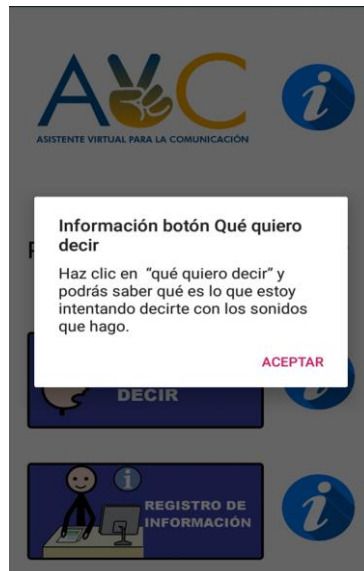 AVC
ASISTENTE VIRTUAL PARA LA COMUNICACIÓN
Información botón Qué quiero
decir
Haz clic en “qué quiero decir” y
podrás saber qué es lo que estoy
intentando decirte con los sonidos
que hago.
ACEPTAR
DECIR
REGISTRO DE
INFORMACIÓN